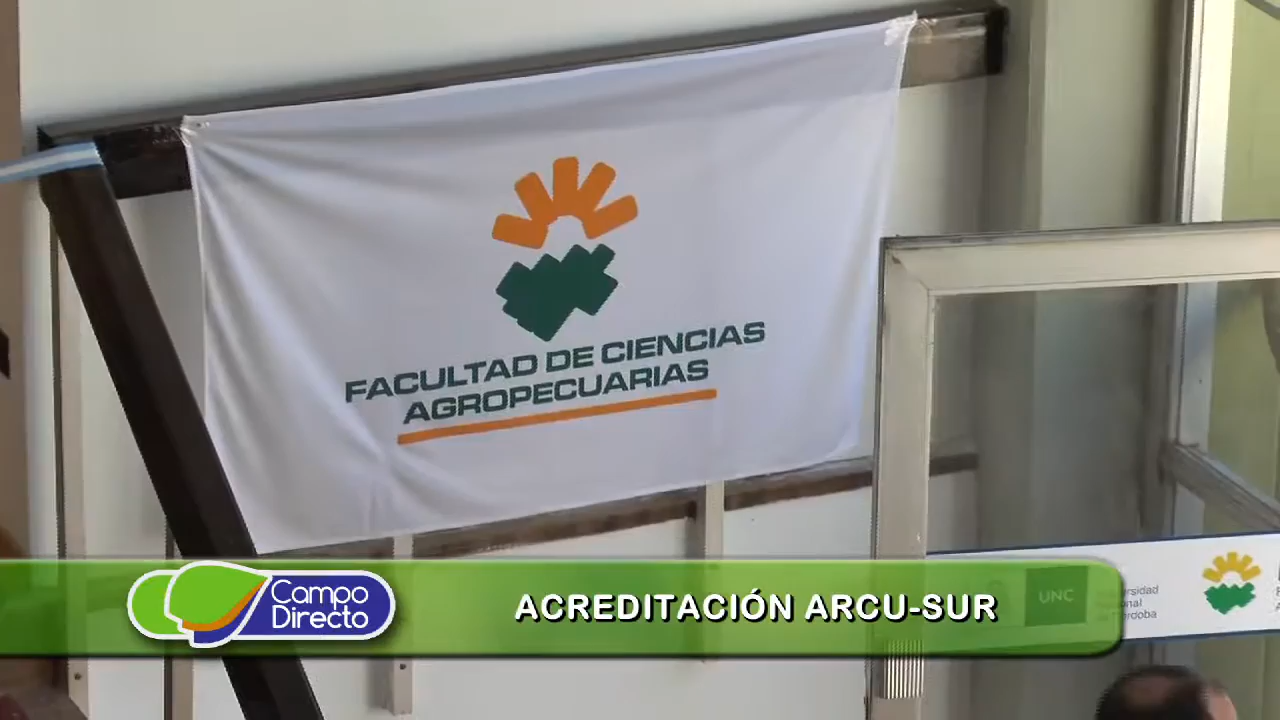 FACULTAD DE CIENCIAS
AGROPECUARIAS
Campo
Directo
ACREDITACIÓN ARCU-SUR
UNC